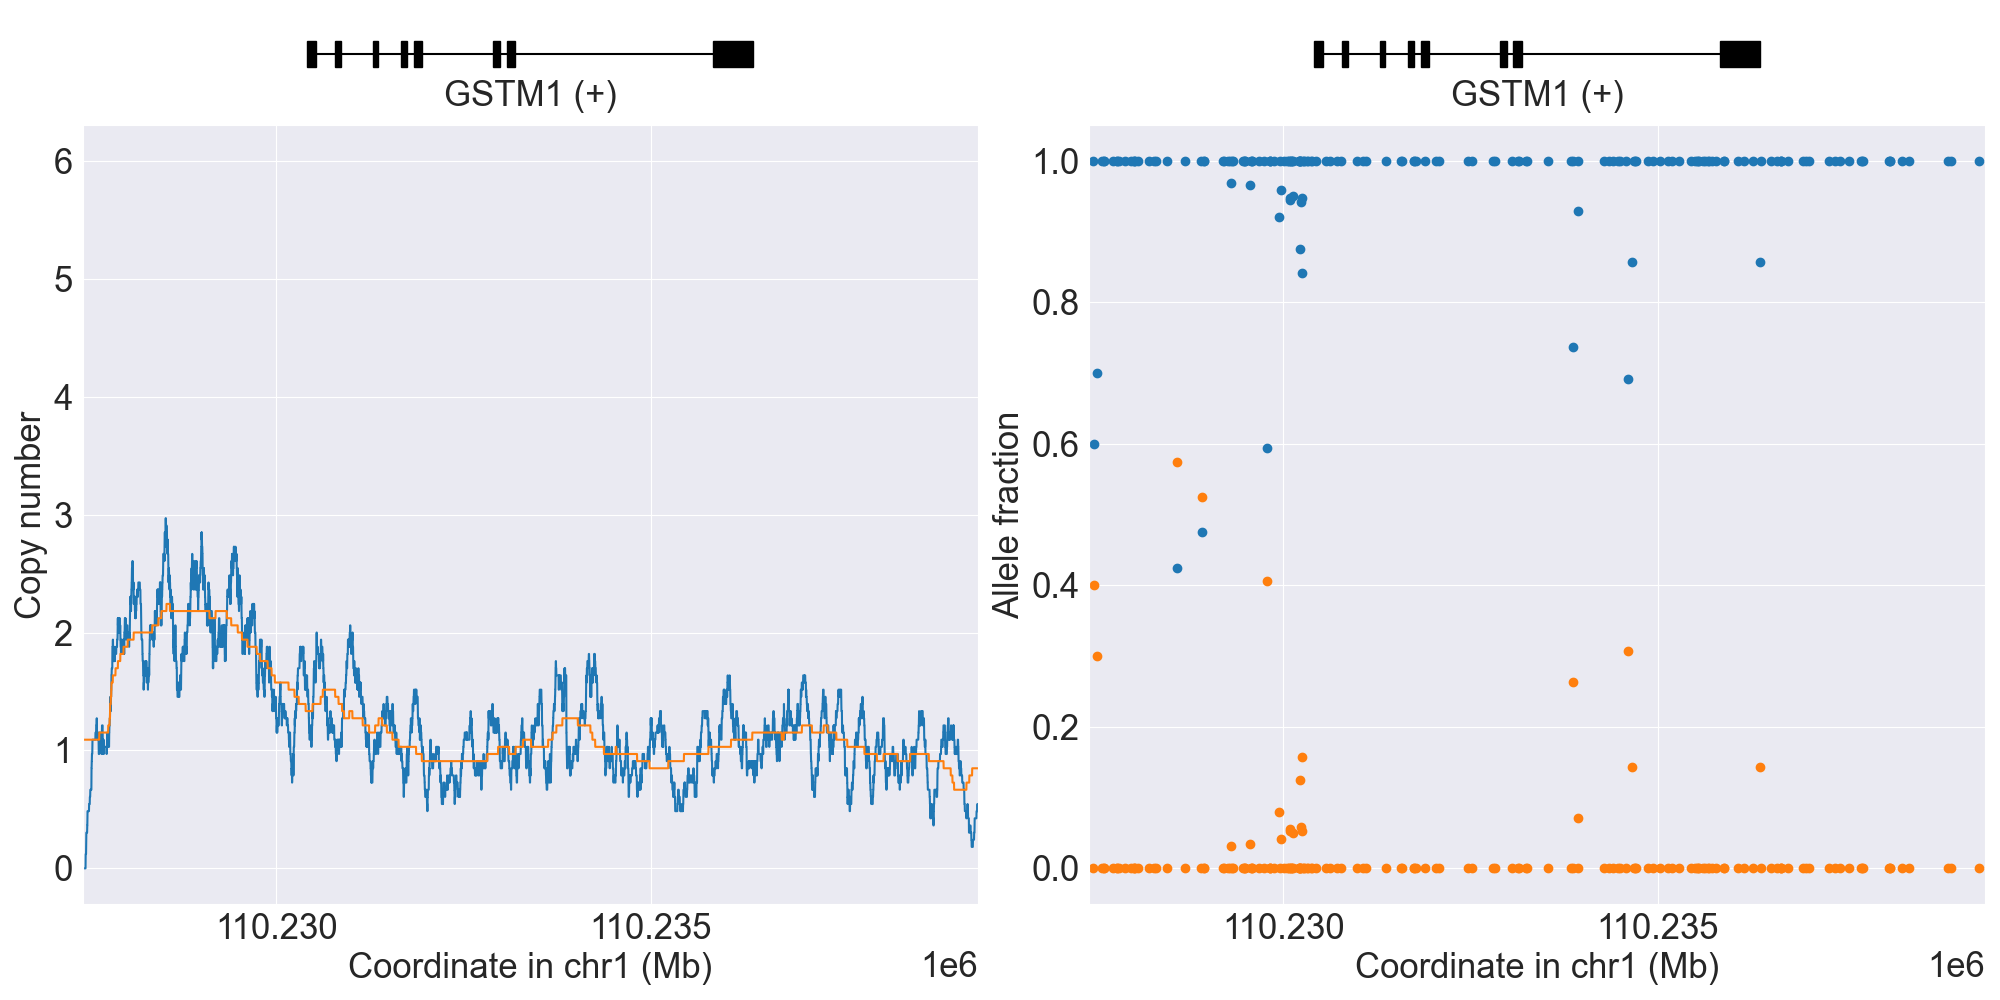 GSTM1 (+)
6
5
4
3
2
1
0
Copy number
110.230
110.235
Coordinate in chr1 (Mb)
1e6
GSTM1 (+)
1.0
0.8
0.6
0.4
0.2
0.0
Allele fraction
110.230
110.235
Coordinate in chr1 (Mb)
1e6